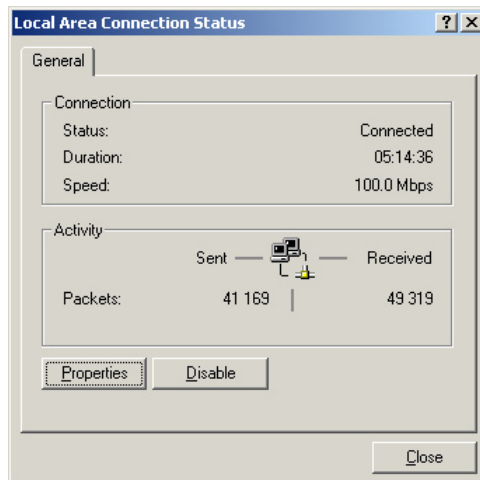 Local Area Connection Status
General
Connection
Status: Connected
Duration: 05:14:36
Speed: 100.0 Mbps
Activity
Sent Received
Packets: 41 169 49 319
Properties Disable
Close